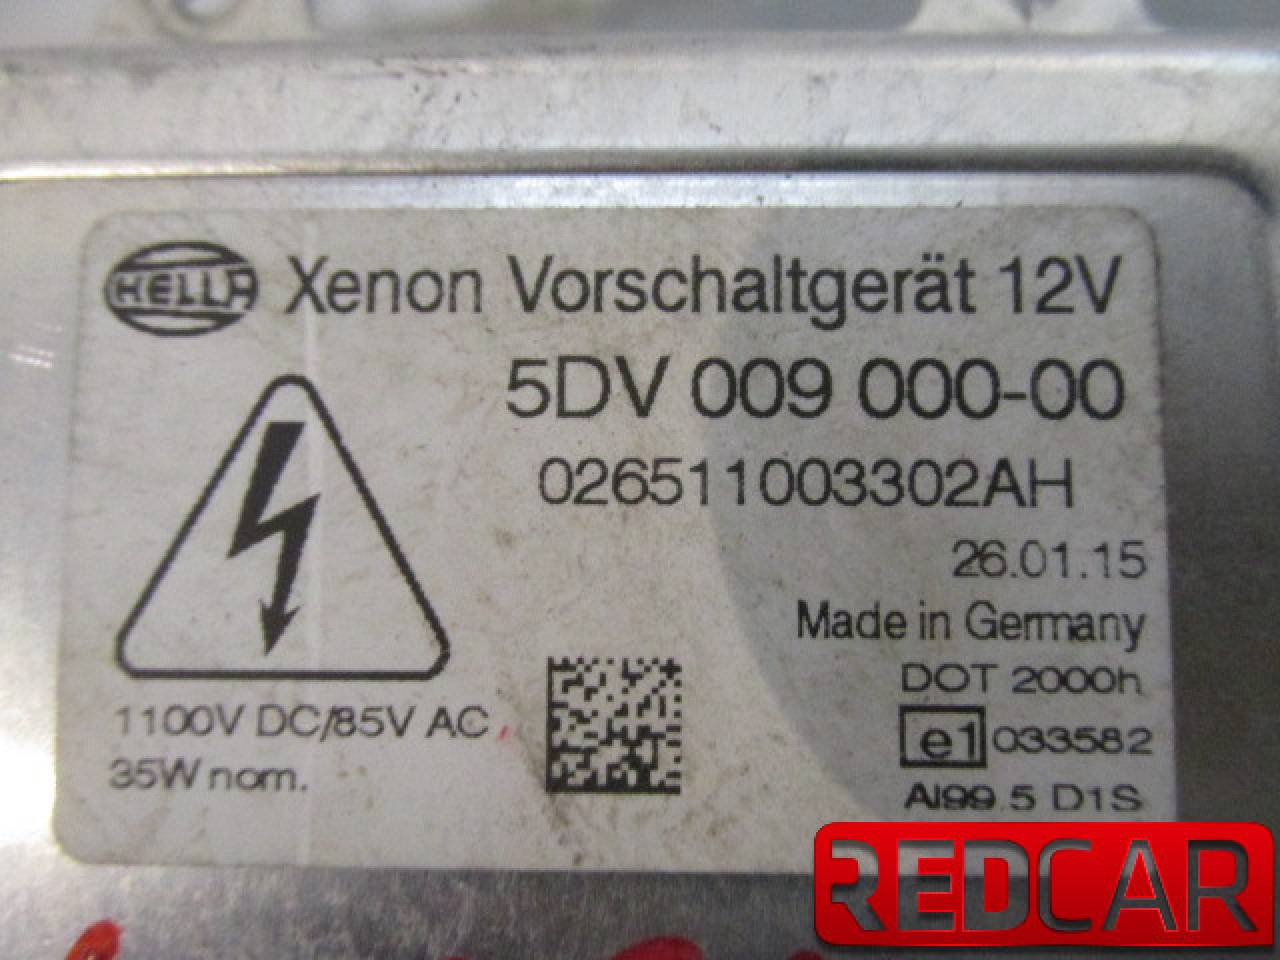 HELLA Xenon Vorschaltgerät 12V
5DV 009 000-00
026511003302AH
26.01.15
Made in Germany
DOT 2000h
1100V DC/85V AC
e1 033582
35W nom.
Al99.5 D1S
REDCAR